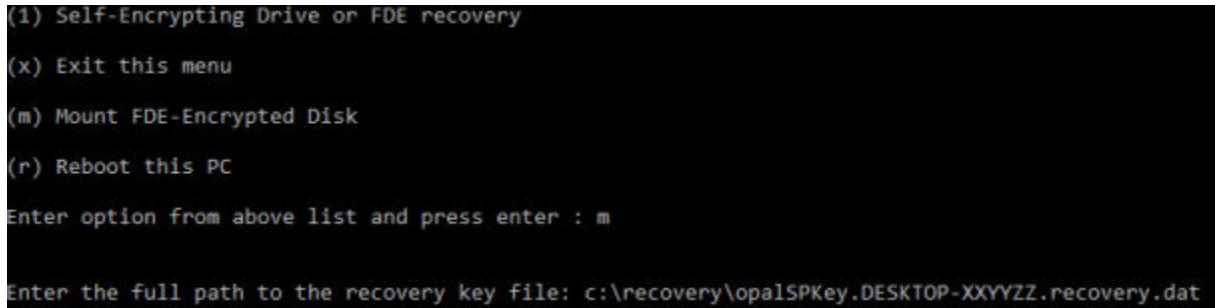 (1) Self-Encrypting Drive or FDE recovery
(x) Exit this menu
(m) Mount FDE-Encrypted Disk
(r) Reboot this PC
Enter option from above list and press enter : m
Enter the full path to the recovery key file: c:\recovery\opalSPKey.DESKTOP-XXYYZZ.recovery.dat